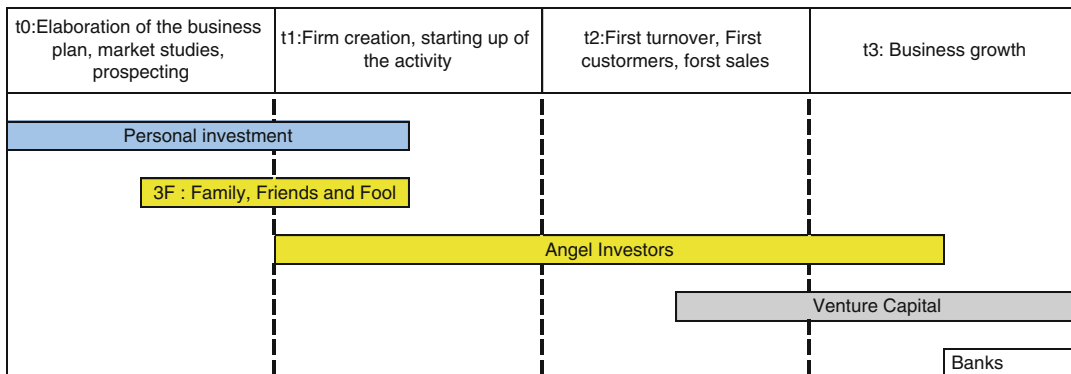 t0:Elaboration of the business
plan, market studies,
prospecting
t1:Firm creation, starting up of
the activity
t2:First turnover, First
custormers, forst sales
t3: Business growth
Personal investment
3F : Family, Friends and Fool
Angel Investors
Venture Capital
Banks